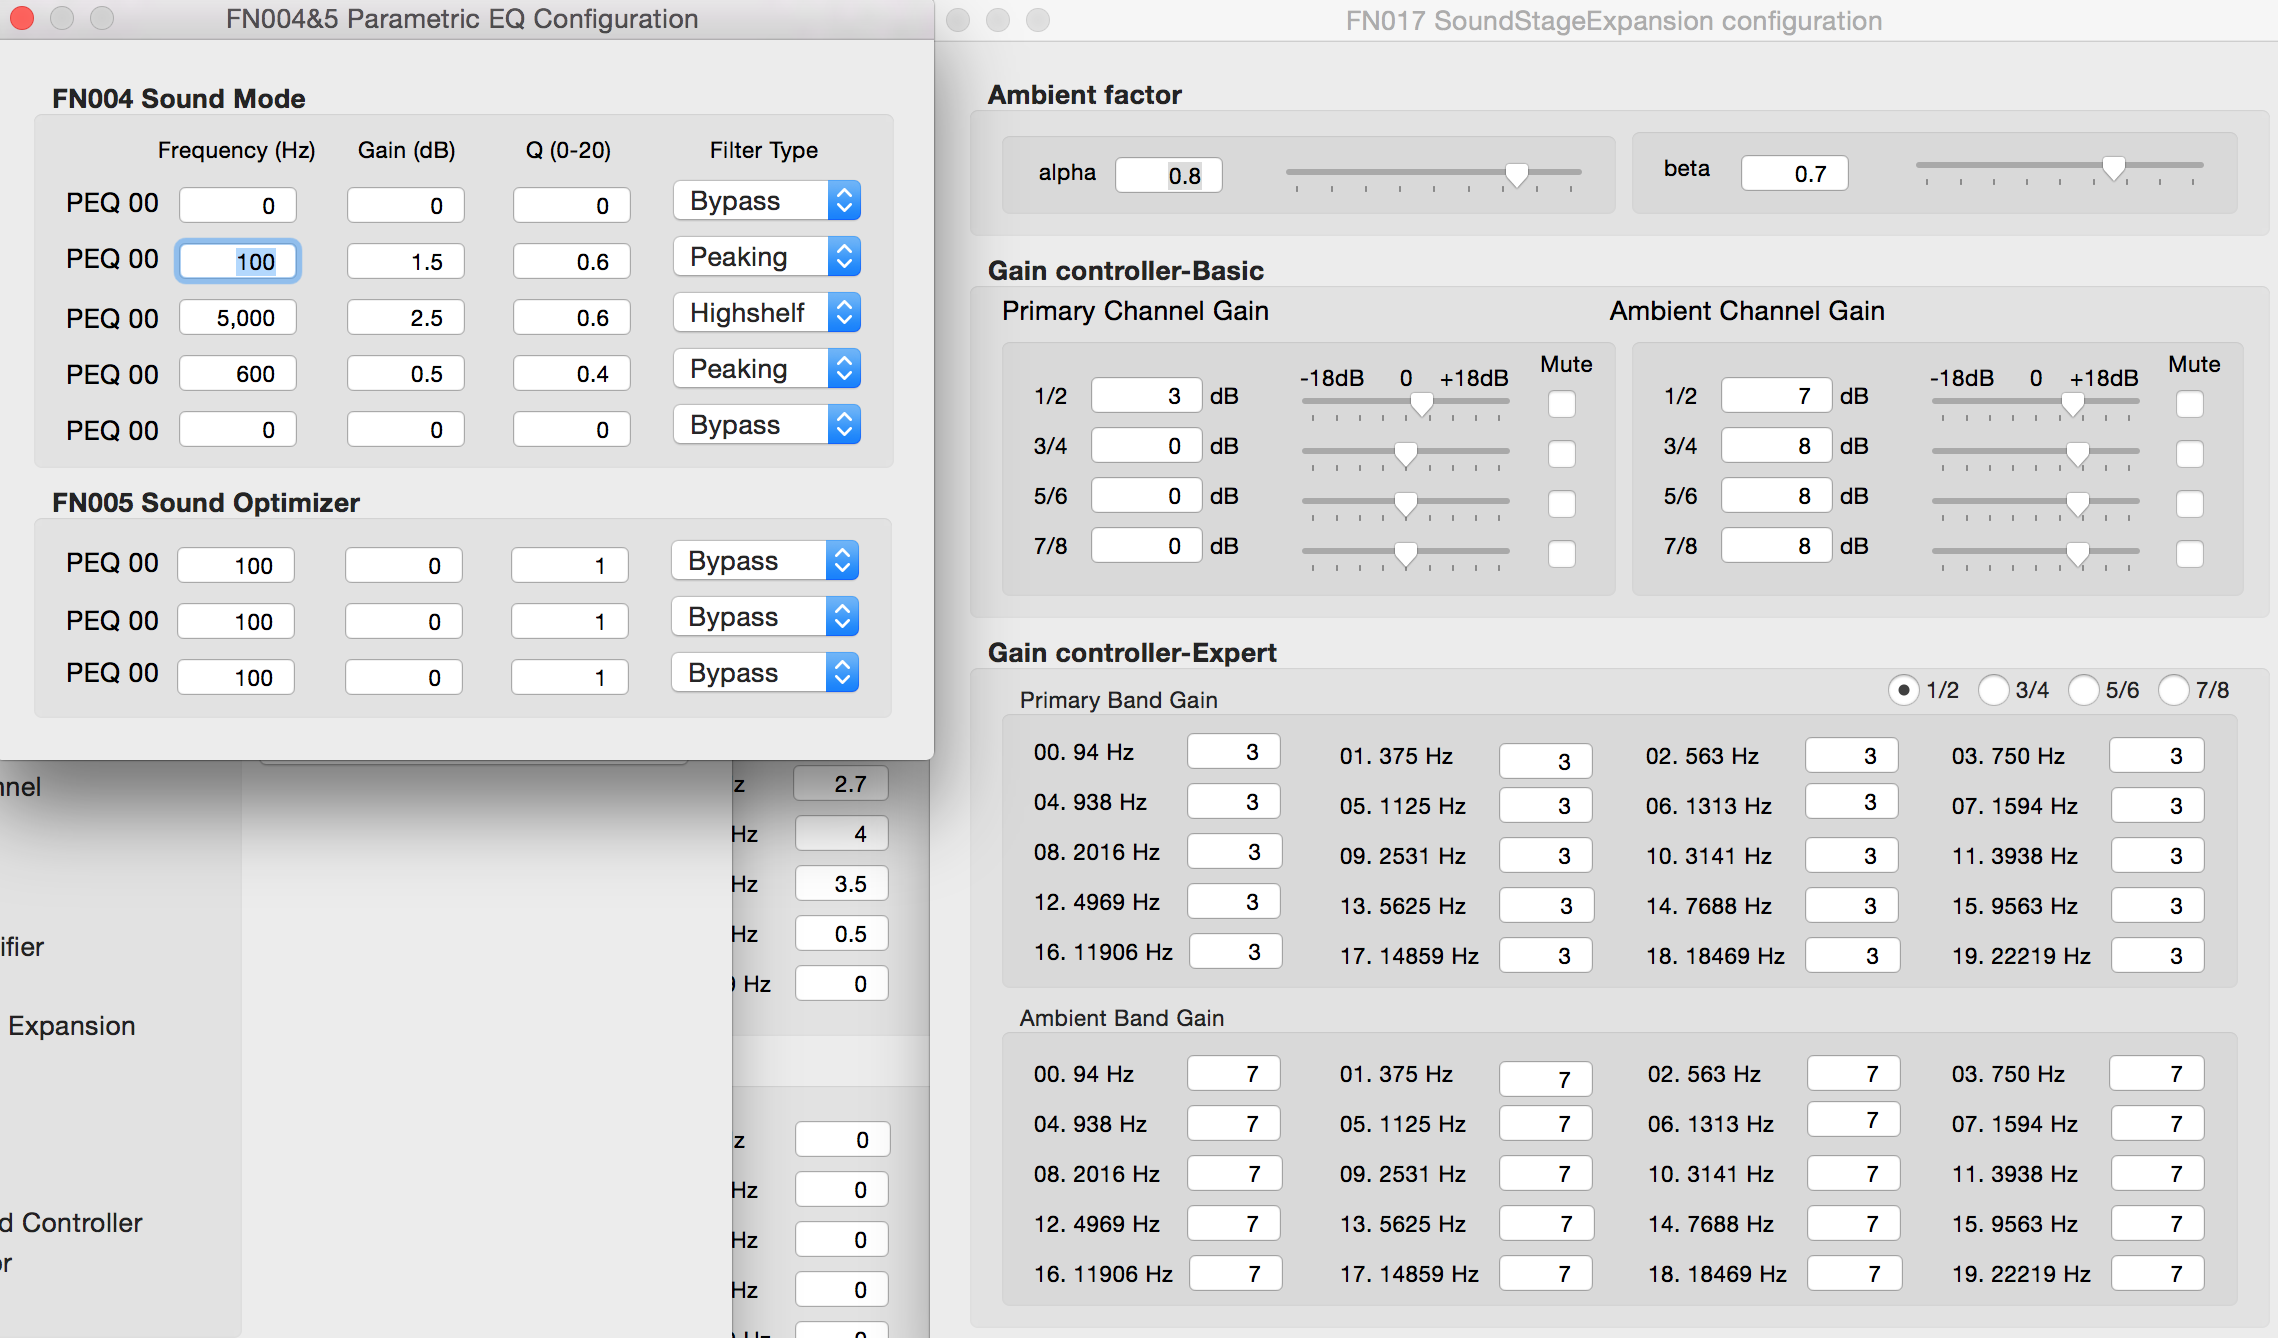 FN004&5 Parametric EQ Configuration
FN004 Sound Mode
Frequency (Hz) Gain (dB) Q (0-20) Filter Type
PEQ 00 0 0 0 Bypass
PEQ 00 100 1.5 0.6 Peaking
PEQ 00 5,000 2.5 0.6 Highshelf
PEQ 00 600 0.5 0.4 Peaking
PEQ 00 0 0 0 Bypass
FN005 Sound Optimizer
PEQ 00 100 0 1 Bypass
PEQ 00 100 0 1 Bypass
PEQ 00 100 0 1 Bypass
nnel
ifier
Expansion
d Controller
or
z 2.7
Hz 4
Hz 3.5
Hz 0.5
Hz 0
z 0
Hz 0
Hz 0
Hz 0
Hz 0
FN017 SoundStageExpansion configuration
Ambient factor
alpha 0.8 beta 0.7
Gain controller-Basic
Primary Channel Gain
-18dB 0 +18dB Mute
1/2 3 dB
3/4 0 dB
5/6 0 dB
7/8 0 dB
Ambient Channel Gain
-18dB 0 +18dB Mute
1/2 7 dB
3/4 8 dB
5/6 8 dB
7/8 8 dB
Gain controller-Expert
1/2 3/4 5/6 7/8
Primary Band Gain
00. 94 Hz 3 01. 375 Hz 3 02. 563 Hz 3 03. 750 Hz 3
04. 938 Hz 3 05. 1125 Hz 3 06. 1313 Hz 3 07. 1594 Hz 3
08. 2016 Hz 3 09. 2531 Hz 3 10. 3141 Hz 3 11. 3938 Hz 3
12. 4969 Hz 3 13. 5625 Hz 3 14. 7688 Hz 3 15. 9563 Hz 3
16. 11906 Hz 3 17. 14859 Hz 3 18. 18469 Hz 3 19. 22219 Hz 3
Ambient Band Gain
00. 94 Hz 7 01. 375 Hz 7 02. 563 Hz 7 03. 750 Hz 7
04. 938 Hz 7 05. 1125 Hz 7 06. 1313 Hz 7 07. 1594 Hz 7
08. 2016 Hz 7 09. 2531 Hz 7 10. 3141 Hz 7 11. 3938 Hz 7
12. 4969 Hz 7 13. 5625 Hz 7 14. 7688 Hz 7 15. 9563 Hz 7
16. 11906 Hz 7 17. 14859 Hz 7 18. 18469 Hz 7 19. 22219 Hz 7